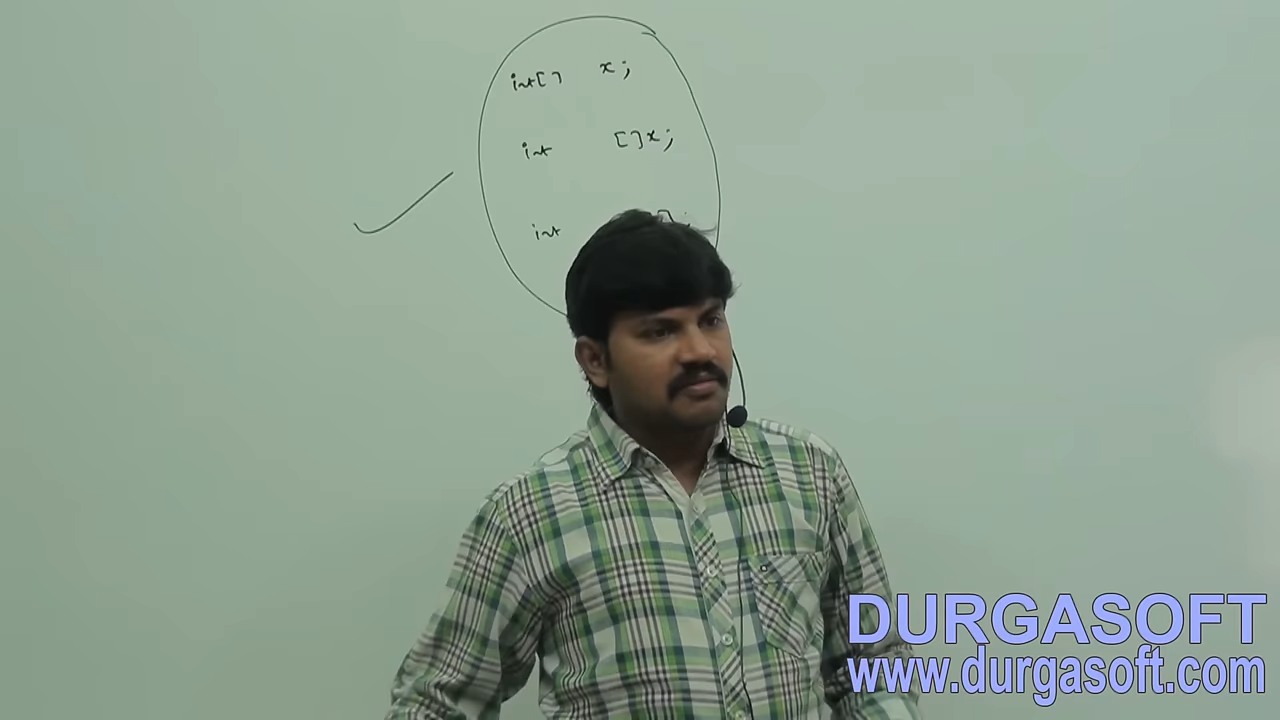 int[] x;
int []x;
int ];
DURGASOFT
www.durgasoft.com